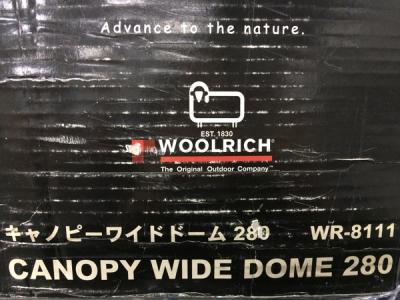 Advance to the nature.
EST. 1830
WOOLRICH®
The Original Outdoor Company™
キャノピーワイドドーム 280 WR-8111
CANOPY WIDE DOME 280